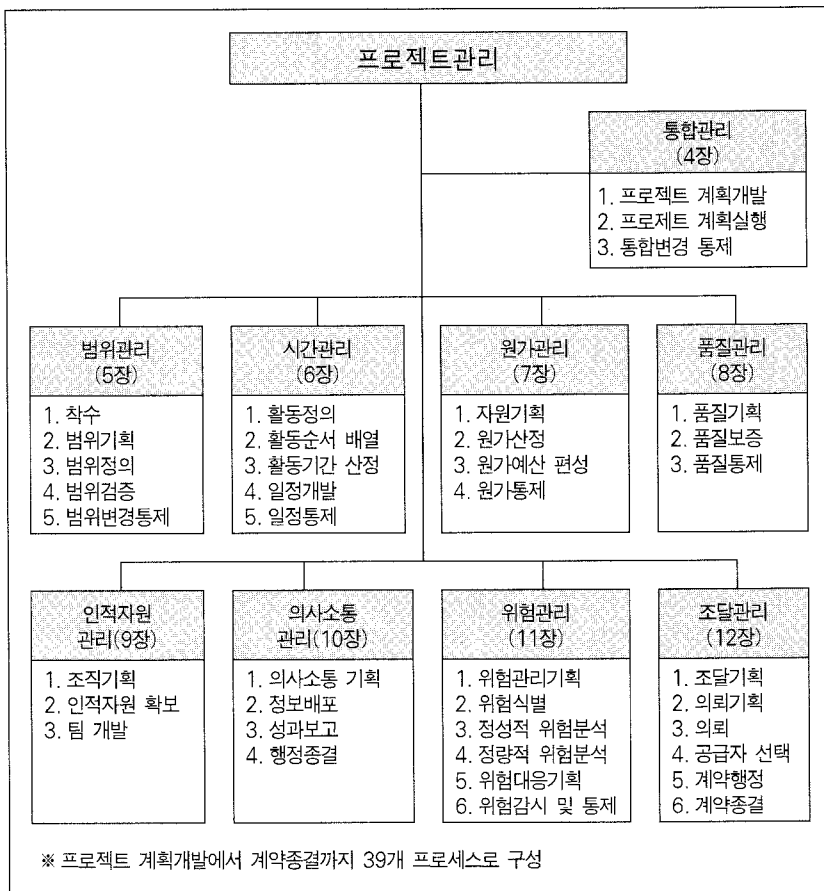 프로젝트관리
통합관리
(4장)
1. 프로젝트 계획개발
2. 프로제트 계획실행
3. 통합변경 통제
범위관리
(5장)
1. 착수
2. 범위기획
3. 범위정의
4. 범위검증
5. 범위변경통제
시간관리
(6장)
1. 활동정의
2. 활동순서 배열
3. 활동기간 산정
4. 일정개발
5. 일정통제
원가관리
(7장)
1. 자원기획
2. 원가산정
3. 원가예산 편성
4. 원가통제
품질관리
(8장)
1. 품질기획
2. 품질보증
3. 품질통제
인적자원
관리(9장)
1. 조직기획
2. 인적자원 확보
3. 팀 개발
의사소통
관리(10장)
1. 의사소통 기획
2. 정보배포
3. 성과보고
4. 행정종결
위험관리
(11장)
1. 위험관리기획
2. 위험식별
3. 정성적 위험분석
4. 정량적 위험분석
5. 위험대응기획
6. 위험감시 및 통제
조달관리
(12장)
1. 조달기획
2. 의뢰기획
3. 의뢰
4. 공급자 선택
5. 계약행정
6. 계약종결
※ 프로젝트 계획개발에서 계약종결까지 39개 프로세스로 구성